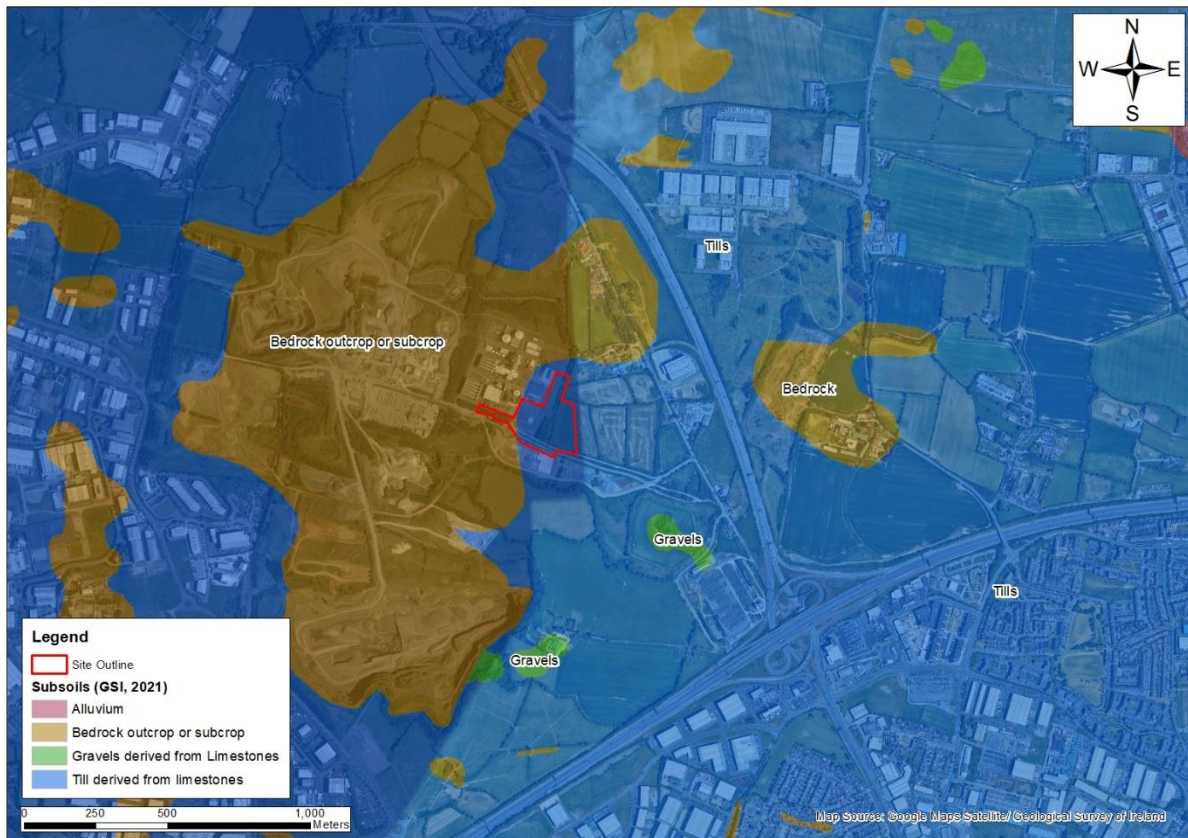 N
W E
S
Tills
Bedrock outcrop or subcrop
Bedrock
Gravels
Tills
Gravels
Legend
Site Outline
Subsoils (GSI, 2021)
Alluvium
Bedrock outcrop or subcrop
Gravels derived from Limestones
Till derived from limestones
0 250 500 1,000
Meters
Map Source: Google Maps Satellite/ Geological Survey of Ireland